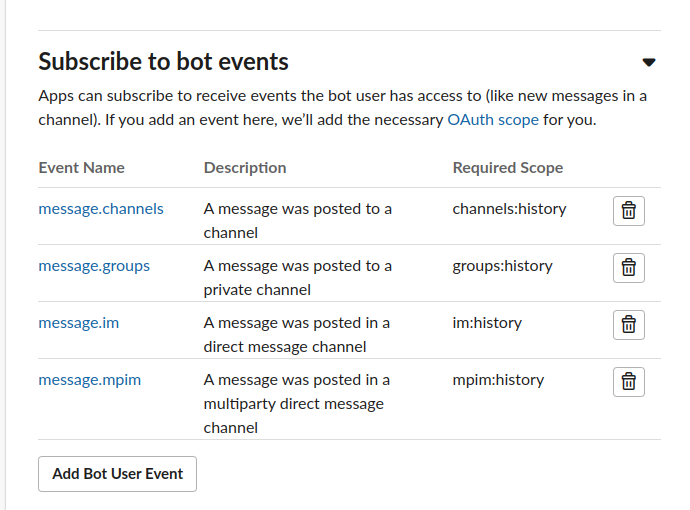 Subscribe to bot events
Apps can subscribe to receive events the bot user has access to (like new messages in a
channel). If you add an event here, we’ll add the necessary OAuth scope for you.
Event Name Description Required Scope
message.channels A message was posted to a channels:history
channel
message.groups A message was posted to a groups:history
private channel
message.im A message was posted in a im:history
direct message channel
message.mpim A message was posted in a mpim:history
multiparty direct message
channel
Add Bot User Event